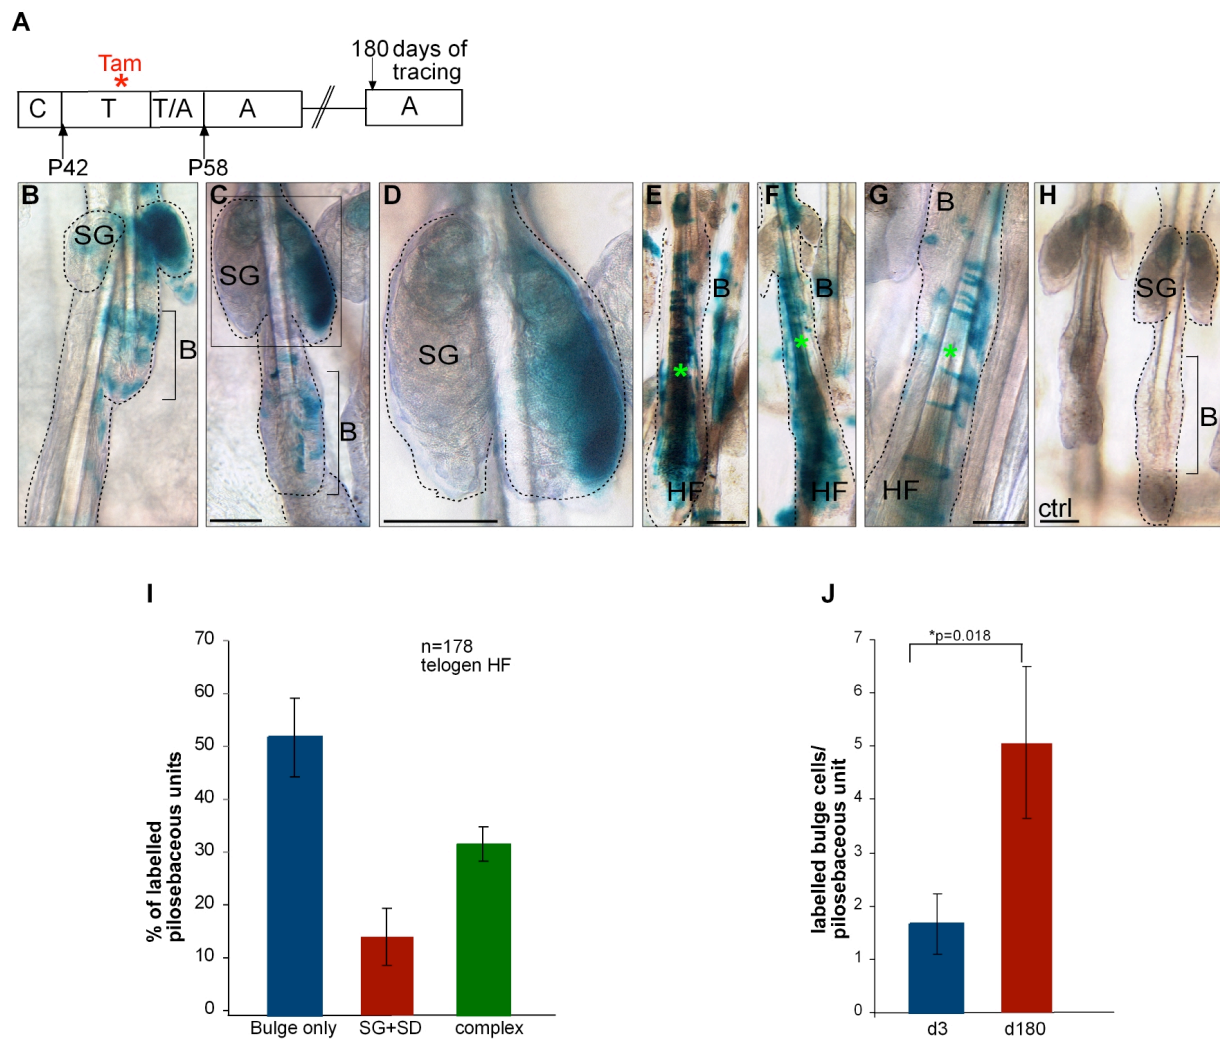 A
Tam
*
180 days of
tracing
C T T/A A A
P42 P58
B C D E F G H
SG
B
SG
B
SG
B
HF
*
B
HF
*
B
HF
*
SG
B
ctrl
I
n=178
telogen HF
% of labelled
pilosebaceous units
70
60
50
40
30
20
10
0
Bulge only SG+SD complex
J
*p=0.018
labelled bulge cells/
pilosebaceous unit
7
6
5
4
3
2
1
0
d3 d180